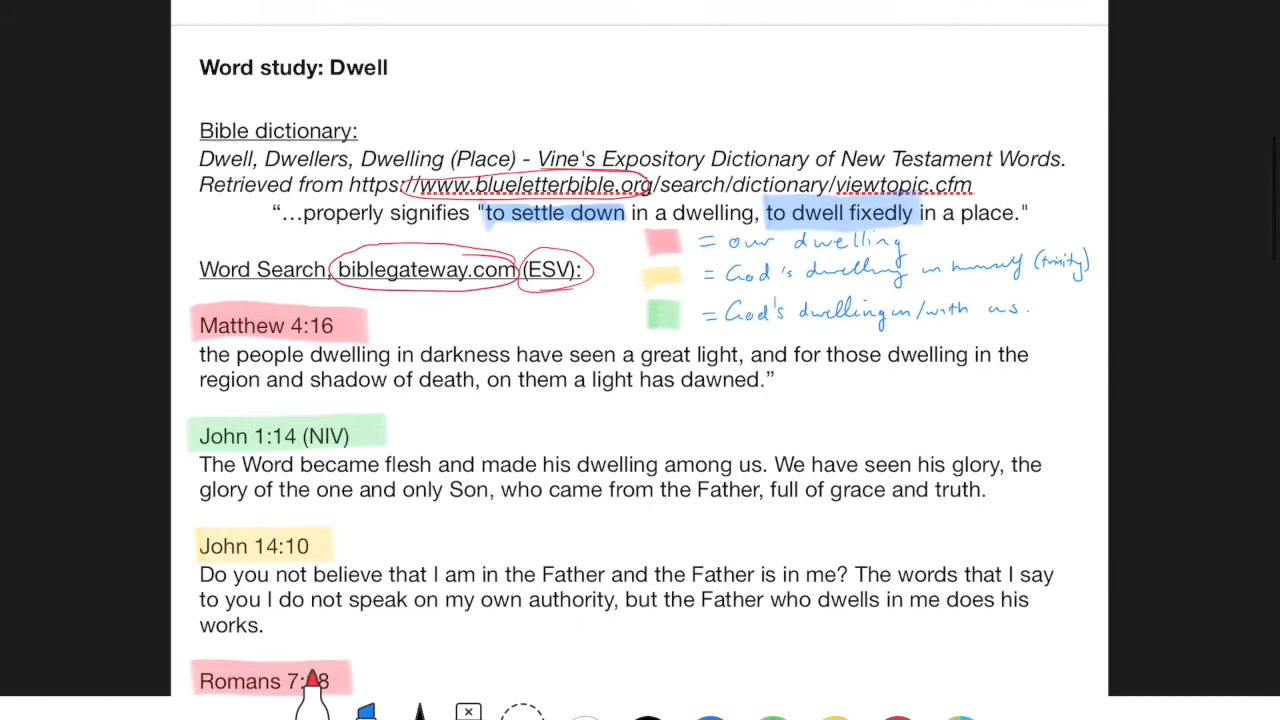 Word study: Dwell
Bible dictionary:
Dwell, Dwellers, Dwelling (Place) - Vine's Expository Dictionary of New Testament Words.
Retrieved from https://www.blueletterbible.org/search/dictionary/viewtopic.cfm
“…properly signifies "to settle down in a dwelling, to dwell fixedly in a place."
= our dwelling
= God's dwelling in himself (trinity)
= God's dwelling in/with us.
Word Search, biblegateway.com (ESV):
Matthew 4:16
the people dwelling in darkness have seen a great light, and for those dwelling in the
region and shadow of death, on them a light has dawned.”
John 1:14 (NIV)
The Word became flesh and made his dwelling among us. We have seen his glory, the
glory of the one and only Son, who came from the Father, full of grace and truth.
John 14:10
Do you not believe that I am in the Father and the Father is in me? The words that I say
to you I do not speak on my own authority, but the Father who dwells in me does his
works.
Romans